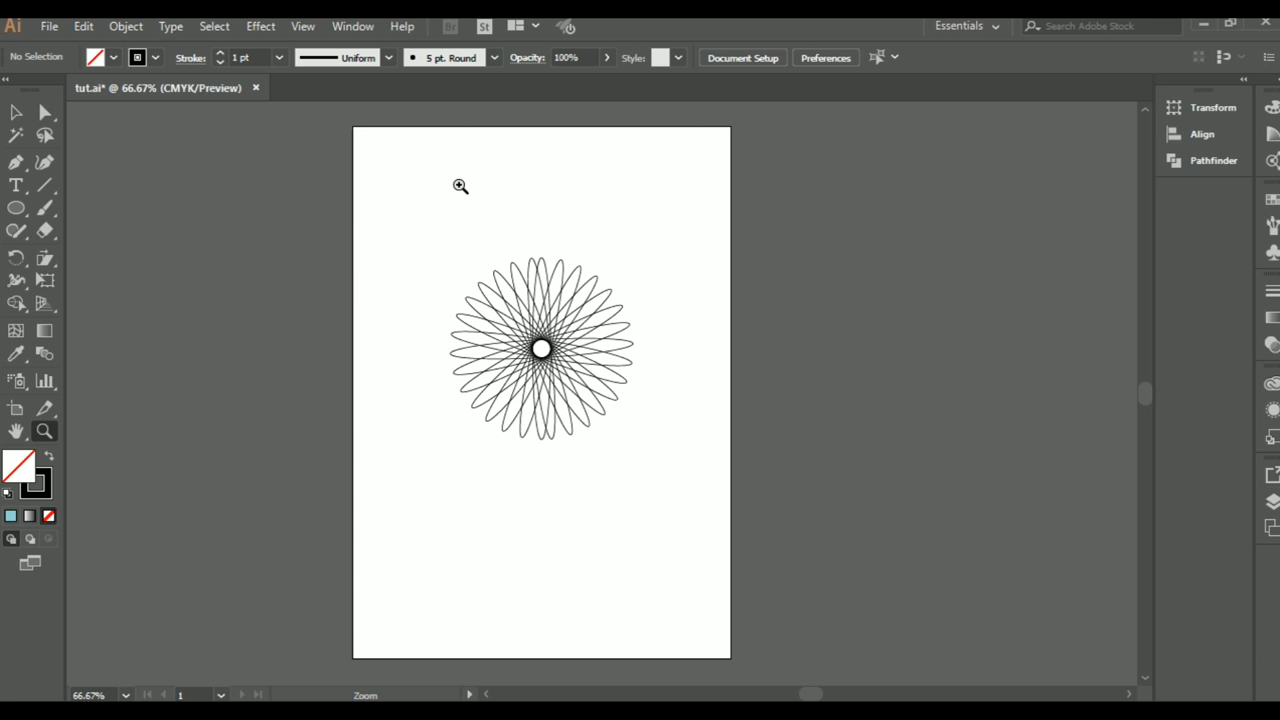 Ai File Edit Object Type Select Effect View Window Help Br St Essentials Search Adobe Stock
No Selection Stroke: 1 pt Uniform 5 pt. Round Opacity: 100% Style: Document Setup Preferences
tut.ai* @ 66.67% (CMYK/Preview)
Transform
Align
Pathfinder
T
66.67% 1 Zoom